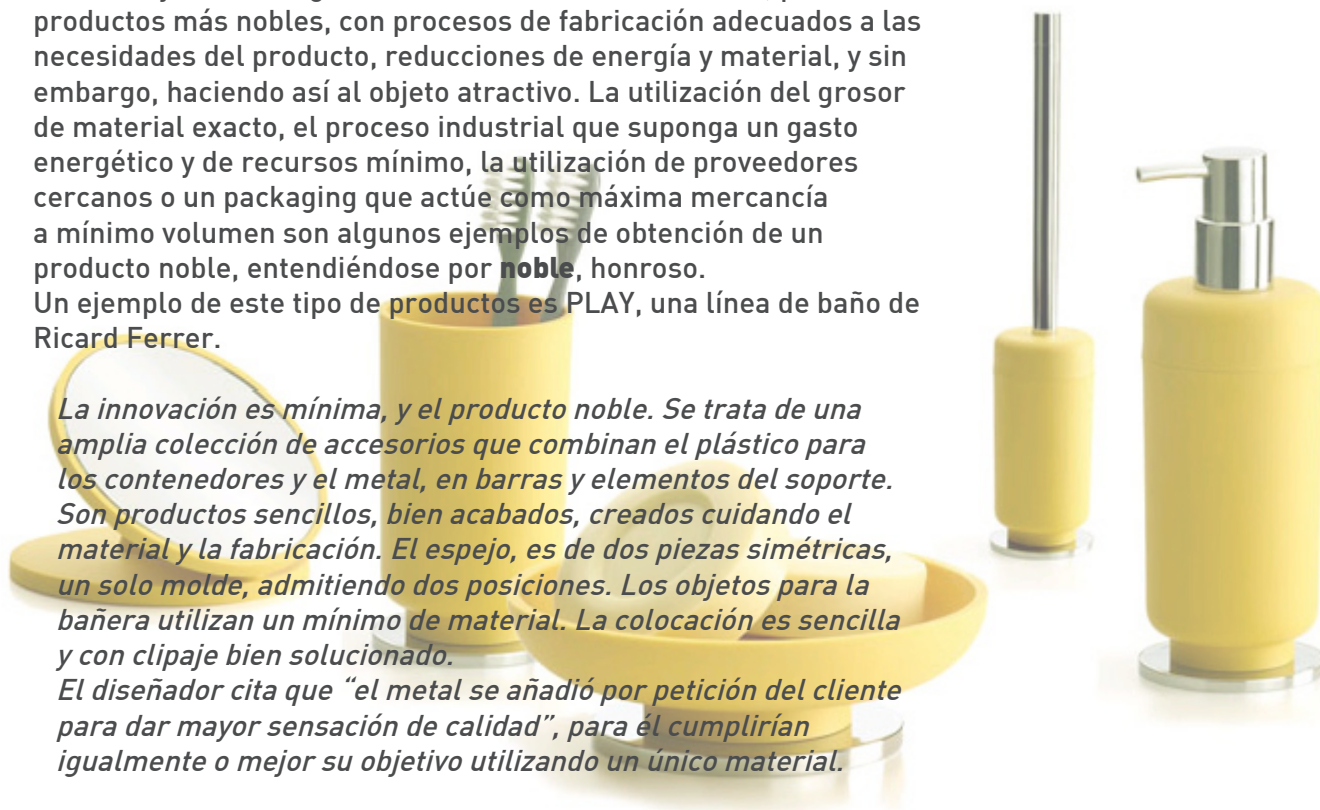 productos más nobles, con procesos de fabricación adecuados a las
necesidades del producto, reducciones de energía y material, y sin
embargo, haciendo así al objeto atractivo. La utilización del grosor
de material exacto, el proceso industrial que suponga un gasto
energético y de recursos mínimo, la utilización de proveedores
cercanos o un packaging que actúe como máxima mercancía
a mínimo volumen son algunos ejemplos de obtención de un
producto noble, entendiéndose por noble, honroso.
Un ejemplo de este tipo de productos es PLAY, una línea de baño de
Ricard Ferrer.
La innovación es mínima, y el producto noble. Se trata de una
amplia colección de accesorios que combinan el plástico para
los contenedores y el metal, en barras y elementos del soporte.
Son productos sencillos, bien acabados, creados cuidando el
material y la fabricación. El espejo, es de dos piezas simétricas,
un solo molde, admitiendo dos posiciones. Los objetos para la
bañera utilizan un mínimo de material. La colocación es sencilla
y con clipaje bien solucionado.
El diseñador cita que “el metal se añadió por petición del cliente
para dar mayor sensación de calidad”, para él cumplirían
igualmente o mejor su objetivo utilizando un único material.